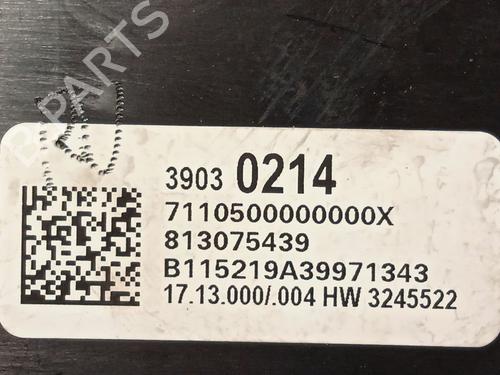 B-PARTS
3903 0214
7110500000000X
813075439
B115219A39971343
17.13.000/.004 HW 3245522